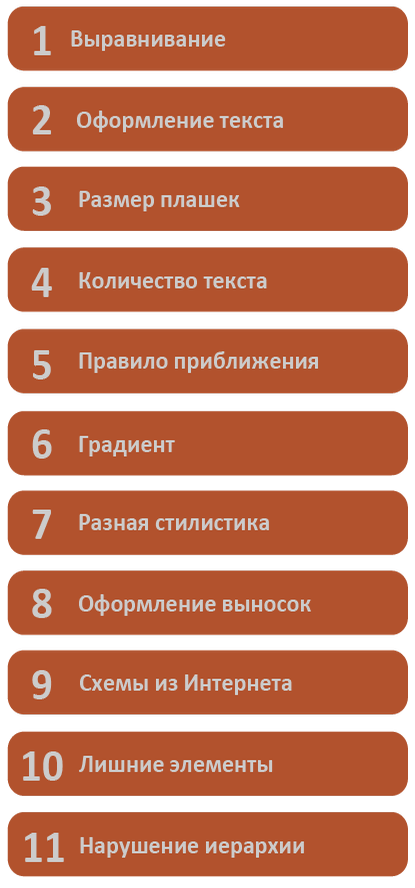 1 Выравнивание
2 Оформление текста
3 Размер плашек
4 Количество текста
5 Правило приближения
6 Градиент
7 Разная стилистика
8 Оформление выносок
9 Схемы из Интернета
10 Лишние элементы
11 Нарушение иерархии